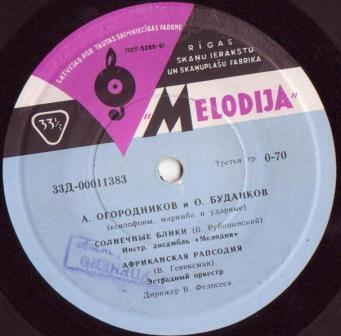 LATVIJAS PSR TAUTAS SAIMNIECĪBAS PADOME
ГОСТ-5289-61
RĪGAS
SKAŅU IERAKSTU
UN SKAŅUPLAŠU FABRIKA
33⅓
"MELODIJA"
33Д-00011383
Третья гр 0-70
А. ОГОРОДНИКОВ и О. БУДАНКОВ
(ксилофоны, маримба и ударные)
СОЛНЕЧНЫЕ БЛИКИ (В. Рубашевский)
Инстр. ансамбль «Мелодия»
АФРИКАНСКАЯ РАПСОДИЯ
(В. Гевиксман)
Эстрадный оркестр
Дирижер В. Федосеев